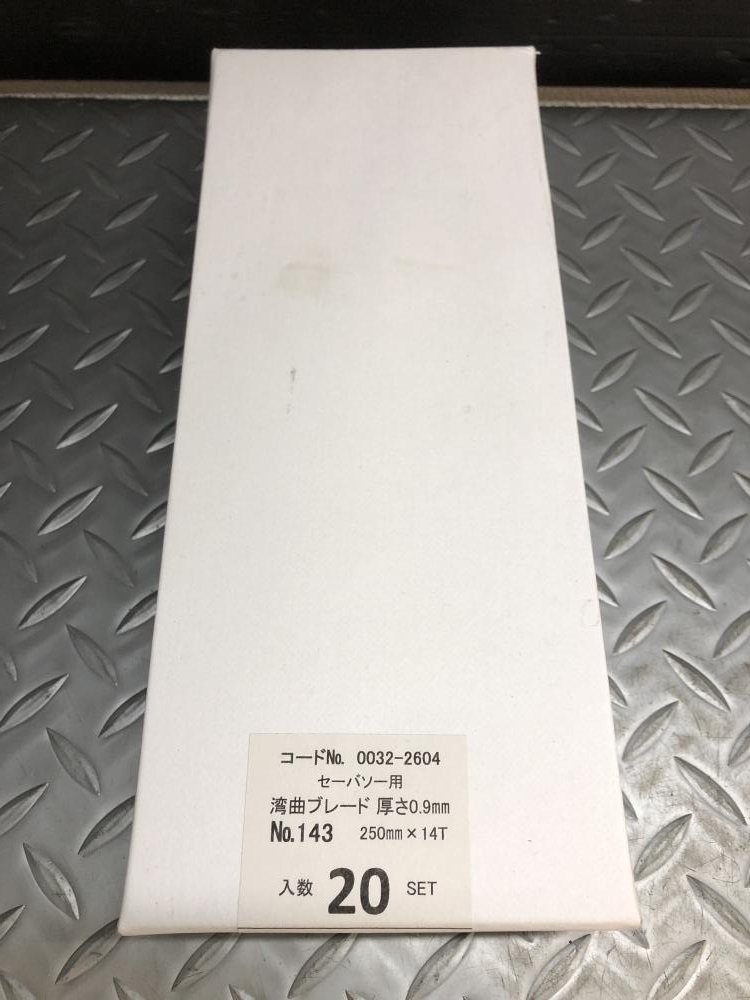 コードNo. 0032-2604
セーバソー用
湾曲ブレード 厚さ0.9mm
No.143 250mm×14T
入数 20 SET